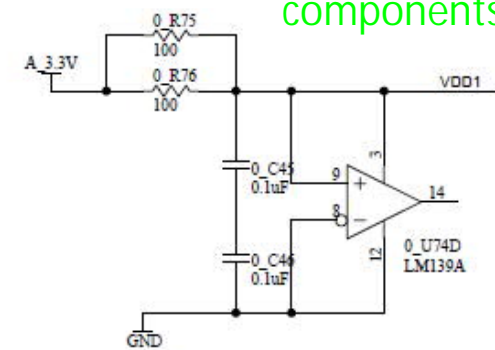 components
0_R75
100
A_3.3V
0_R76
100
VDD1
3
0_C45
0.1uF
9
+
14
8
−
0_U74D
LM139A
12
0_C46
0.1uF
GND